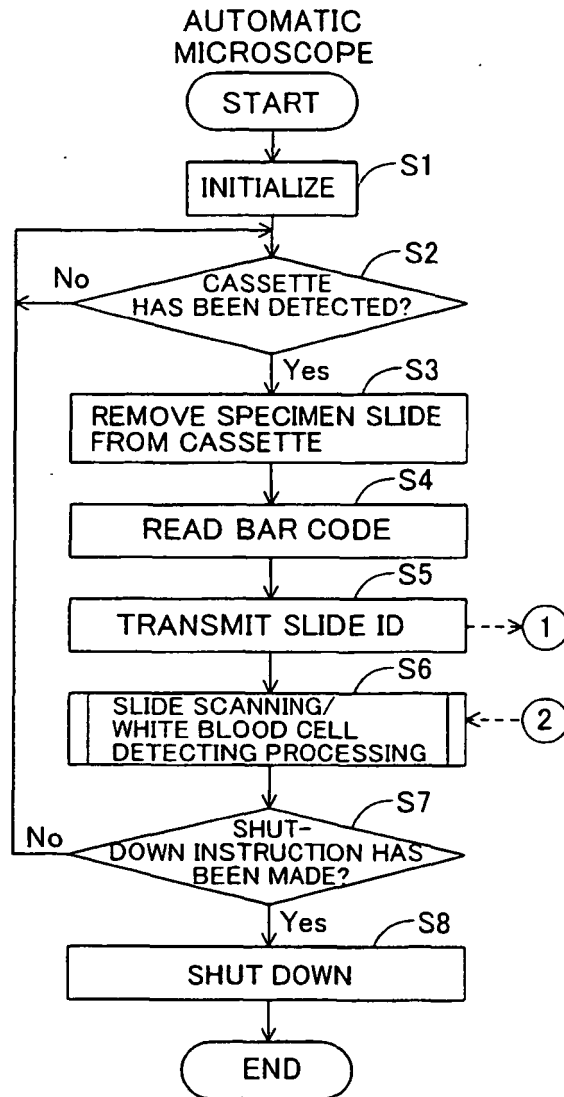 AUTOMATIC
MICROSCOPE
START
S1
INITIALIZE
S2
No
CASSETTE
HAS BEEN DETECTED?
Yes
S3
REMOVE SPECIMEN SLIDE
FROM CASSETTE
S4
READ BAR CODE
S5
TRANSMIT SLIDE ID
1
S6
SLIDE SCANNING/
WHITE BLOOD CELL
DETECTING PROCESSING
2
S7
No
SHUT-
DOWN INSTRUCTION HAS
BEEN MADE?
Yes
S8
SHUT DOWN
END